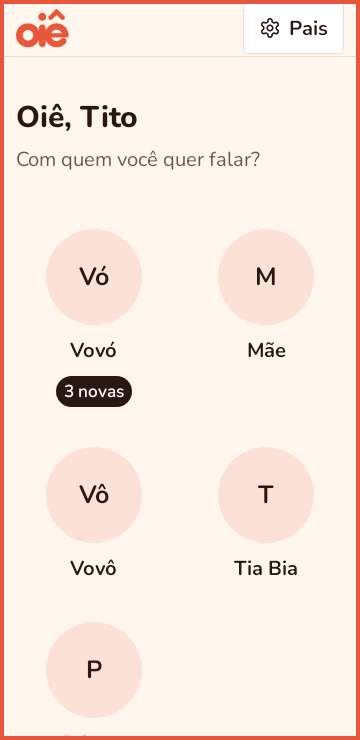 oiê
Pais
Oiê, Tito
Com quem você quer falar?
Vó
M
Vovó
Mãe
3 novas
Vô
T
Vovô
Tia Bia
P